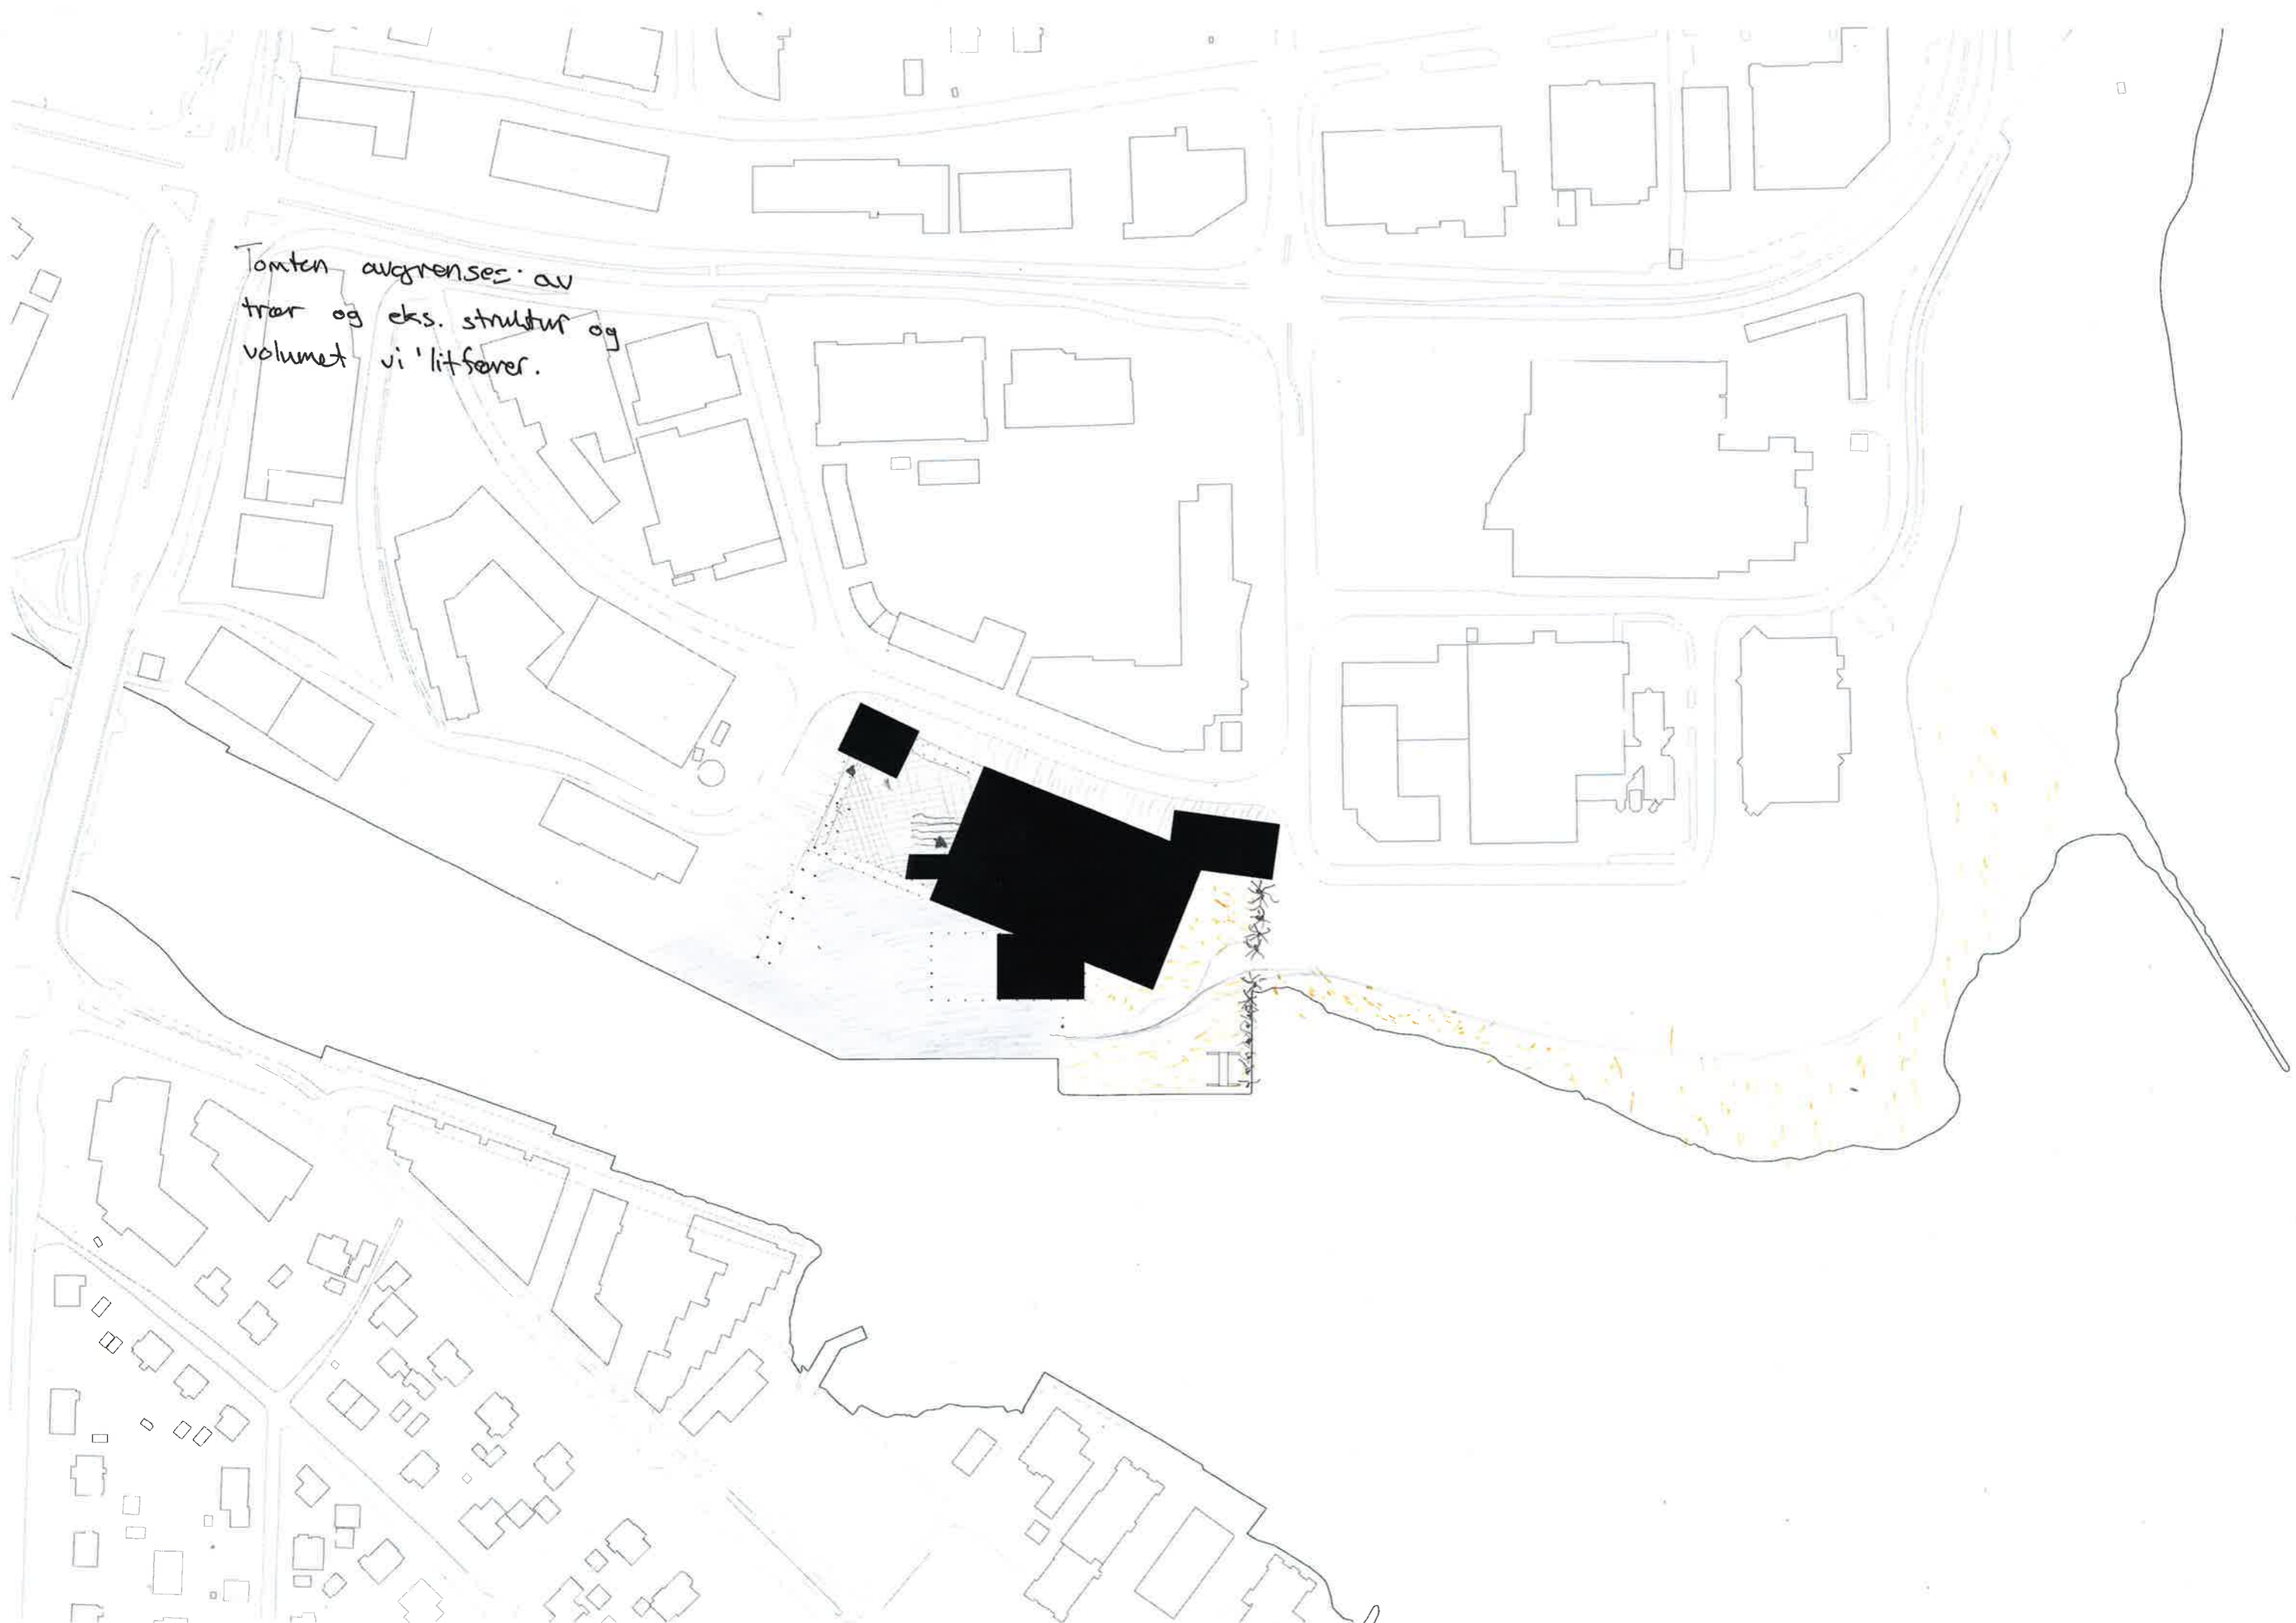 Tomten avgrenses av
trær og eks. struktur og
volumet vi tilfører.